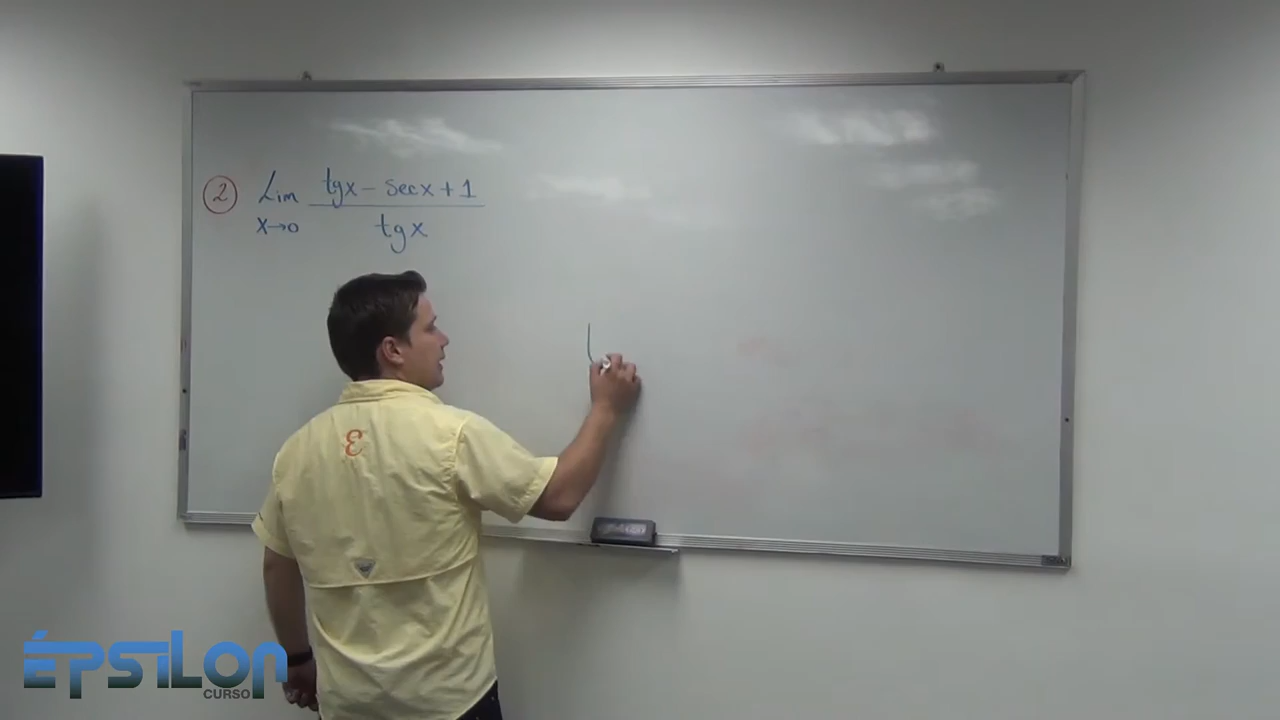 2 Lim tgx - secx + 1
x→0 tgx
ε
ÉPSILON
CURSO